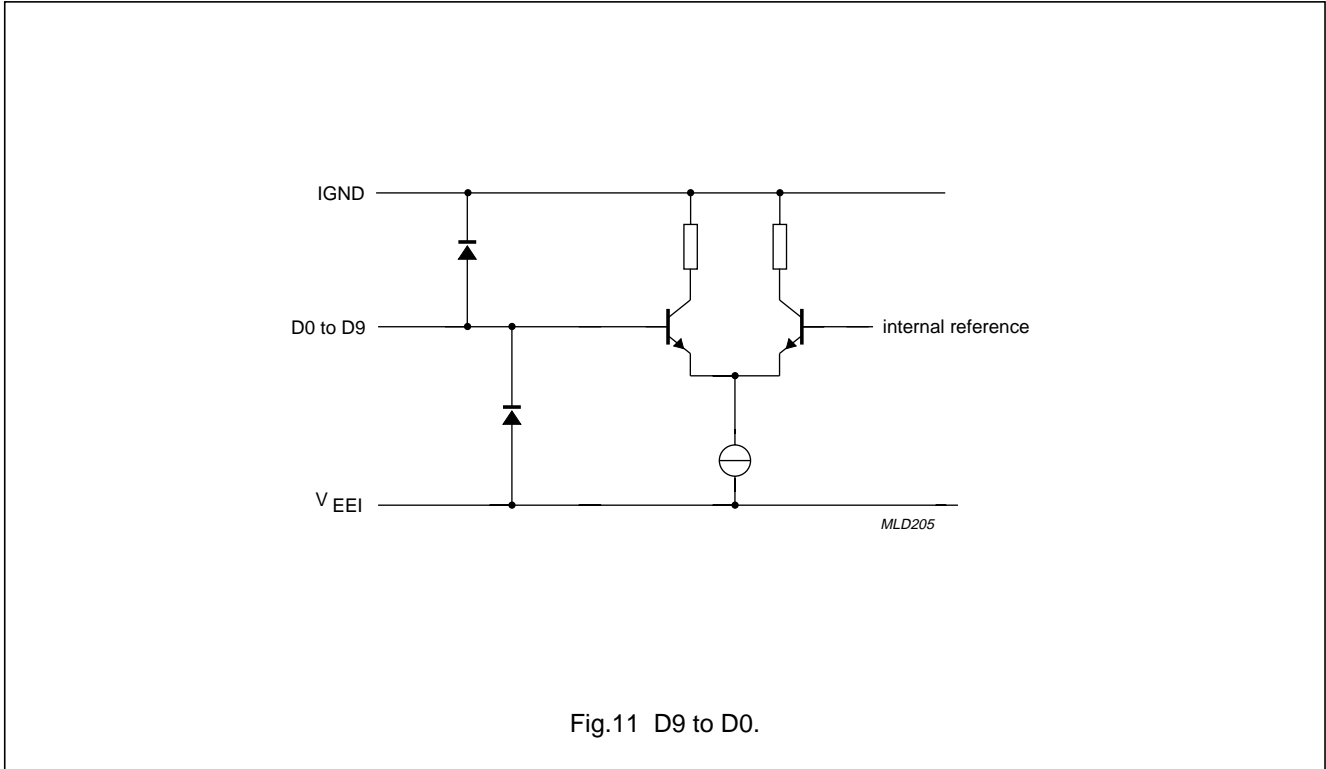 IGND
D0 to D9
internal reference
V EEI
MLD205
Fig.11 D9 to D0.